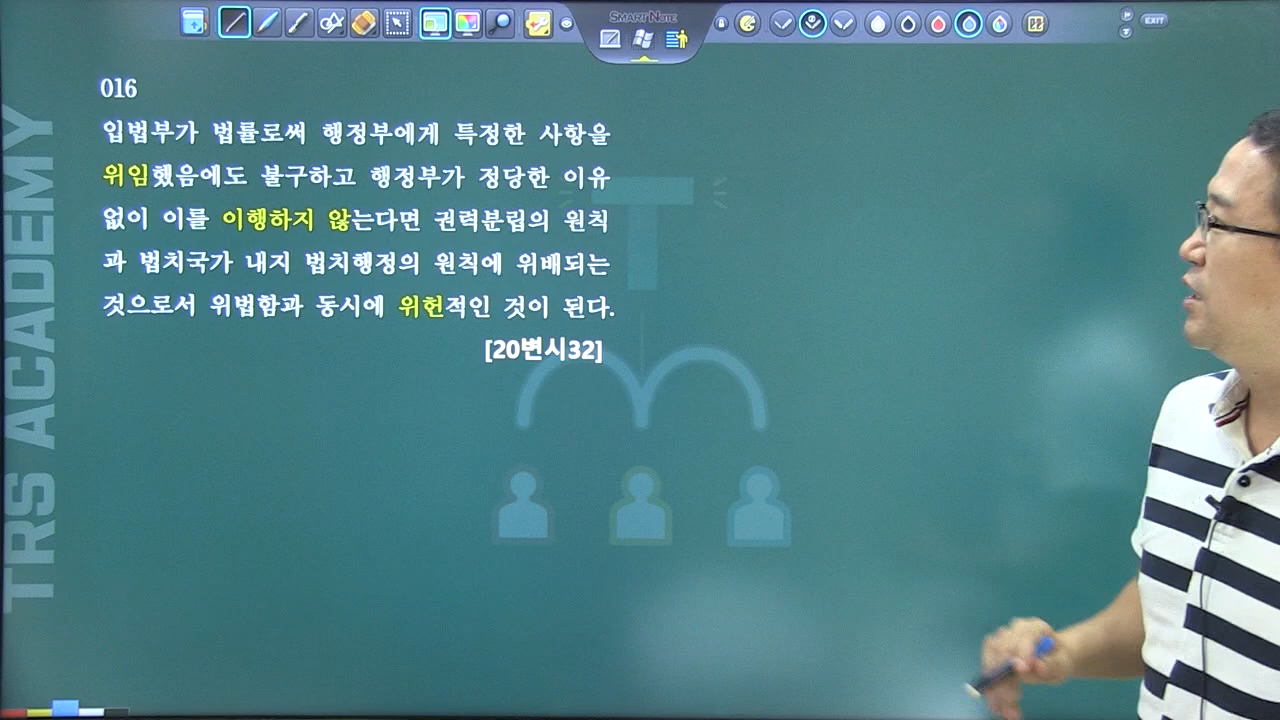 SMART NOTE
EXIT
016
입법부가 법률로써 행정부에게 특정한 사항을
위임했음에도 불구하고 행정부가 정당한 이유
없이 이를 이행하지 않는다면 권력분립의 원칙
과 법치국가 내지 법치행정의 원칙에 위배되는
것으로서 위법함과 동시에 위헌적인 것이 된다.
[20변시32]
TRS ACADEMY